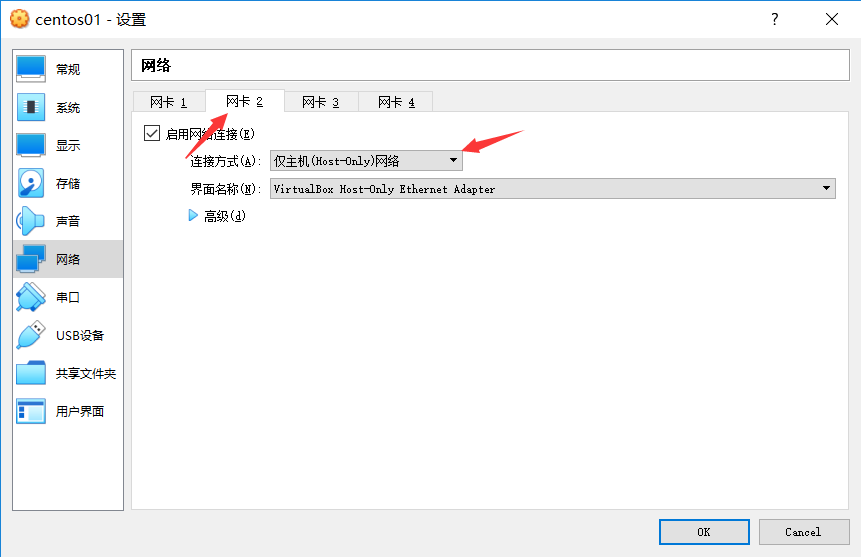 centos01 - 设置
?
常规
系统
显示
存储
声音
网络
串口
USB设备
共享文件夹
用户界面
网络
网卡 1 网卡 2 网卡 3 网卡 4
启用网络连接(E)
连接方式(A): 仅主机(Host-Only)网络
界面名称(N): VirtualBox Host-Only Ethernet Adapter
高级(d)
OK Cancel